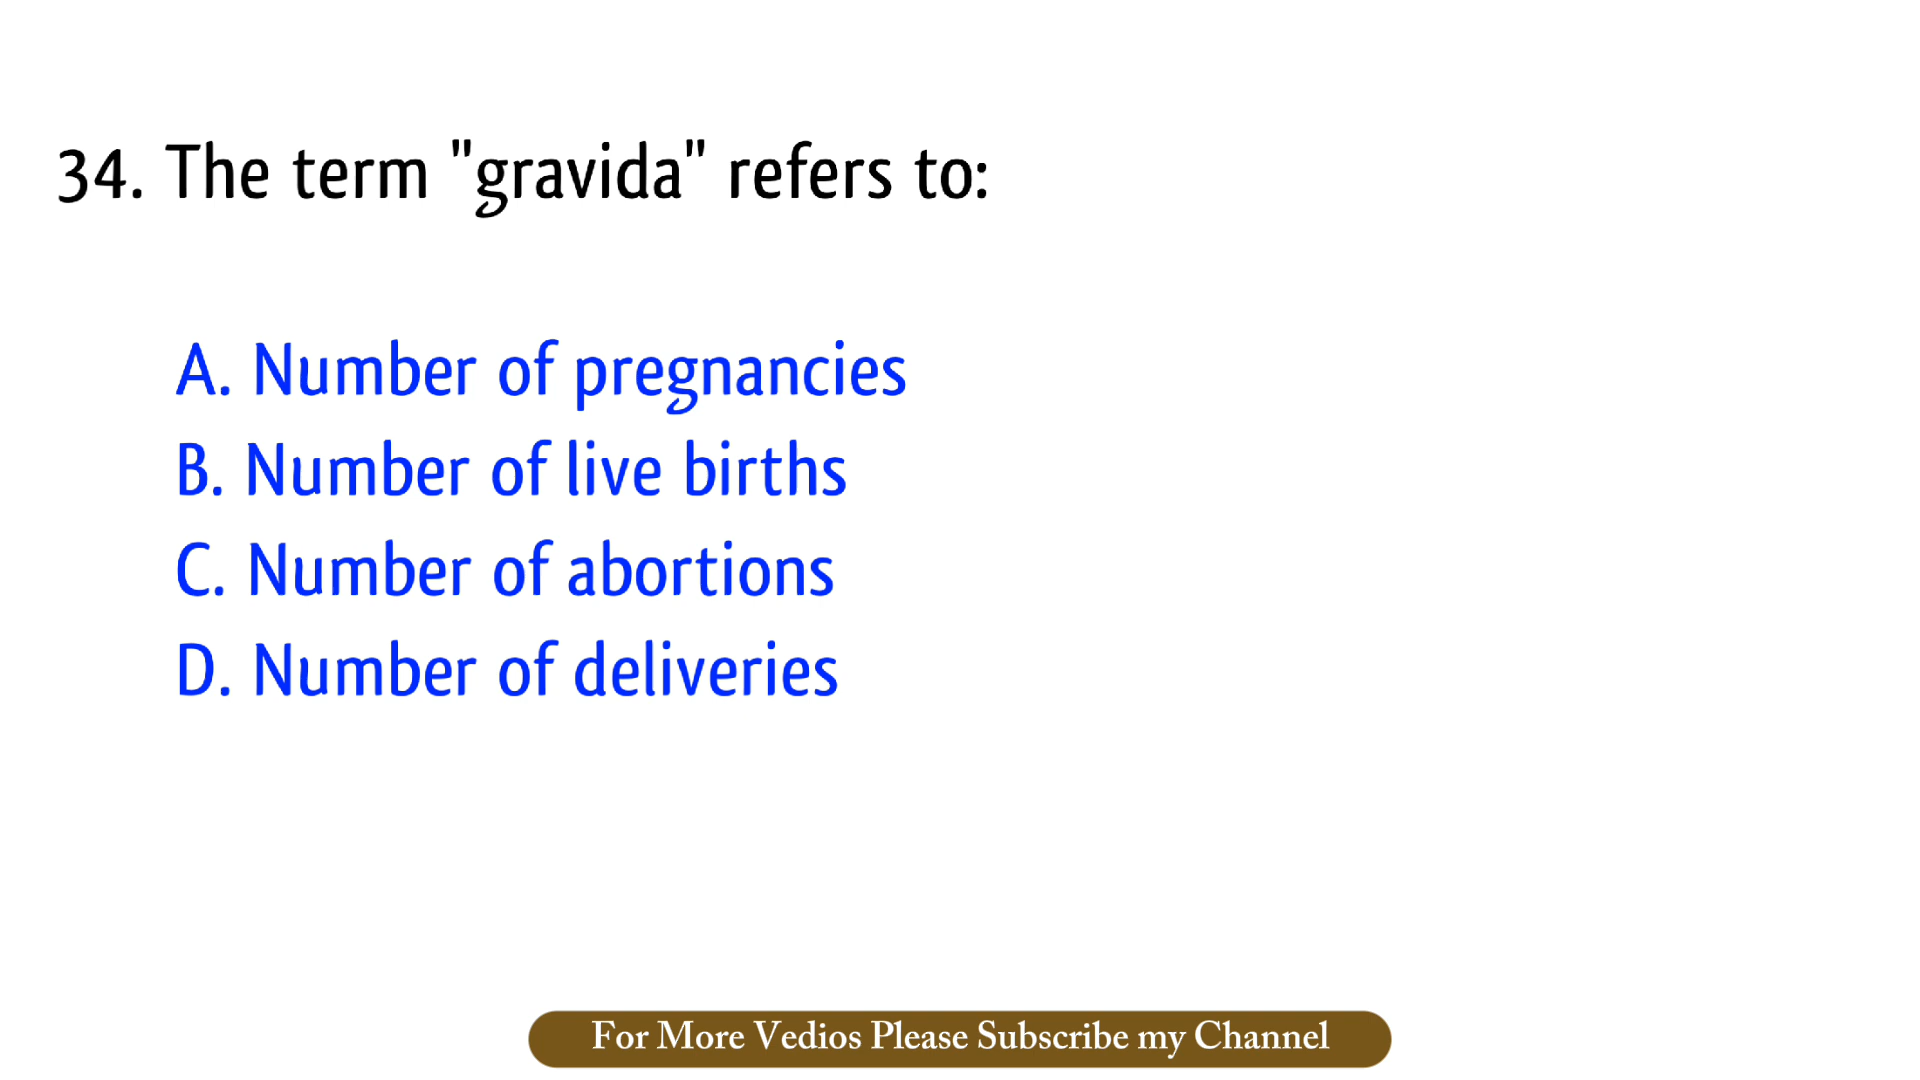 34. The term "gravida" refers to:
A. Number of pregnancies
B. Number of live births
C. Number of abortions
D. Number of deliveries
For More Vedios Please Subscribe my Channel